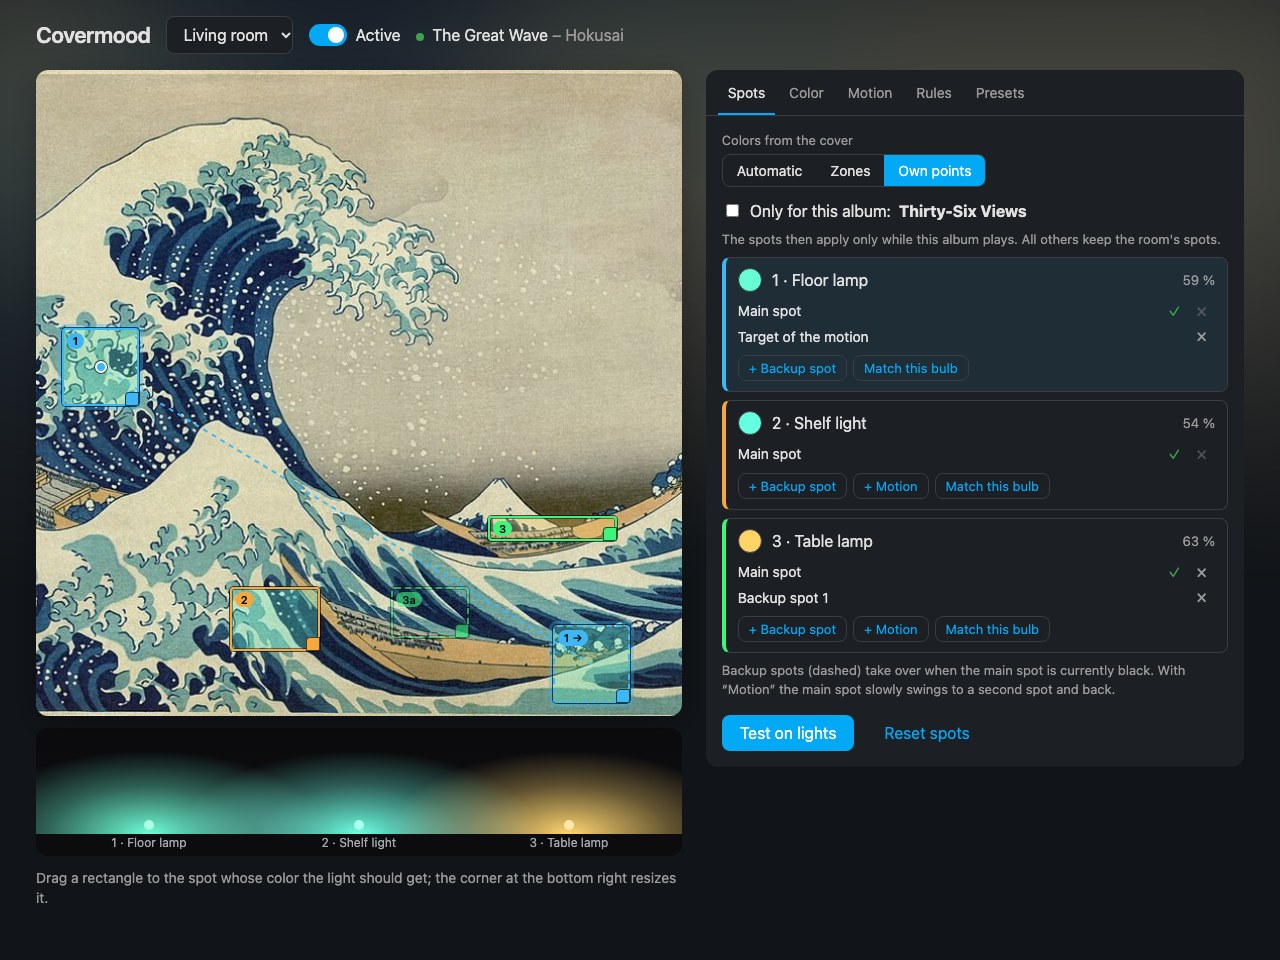 Covermood
Living room
Active
The Great Wave – Hokusai
1
3
2
3a
1 →
1 · Floor lamp
2 · Shelf light
3 · Table lamp
Drag a rectangle to the spot whose color the light should get; the corner at the bottom right resizes
it.
Spots Color Motion Rules Presets
Colors from the cover
Automatic Zones Own points
Only for this album: Thirty-Six Views
The spots then apply only while this album plays. All others keep the room's spots.
1 · Floor lamp 59 %
Main spot ✓ ×
Target of the motion ×
+ Backup spot Match this bulb
2 · Shelf light 54 %
Main spot ✓ ×
+ Backup spot + Motion Match this bulb
3 · Table lamp 63 %
Main spot ✓ ×
Backup spot 1 ×
+ Backup spot + Motion Match this bulb
Backup spots (dashed) take over when the main spot is currently black. With
"Motion" the main spot slowly swings to a second spot and back.
Test on lights Reset spots